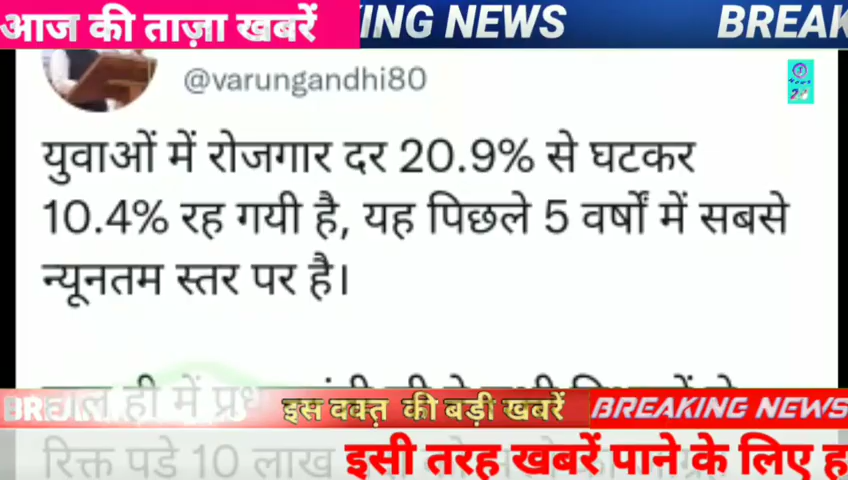 आज की ताज़ा खबरें ING NEWS BREAK
@varungandhi80
युवाओं में रोजगार दर 20.9% से घटकर
10.4% रह गयी है, यह पिछले 5 वर्षों में सबसे
न्यूनतम स्तर पर है।
ही में
इस वक्त़ की बड़ी खबरें BREAKING NEWS
रिक्त पडे 10 लाख
इसी तरह खबरें पाने के लिए ह